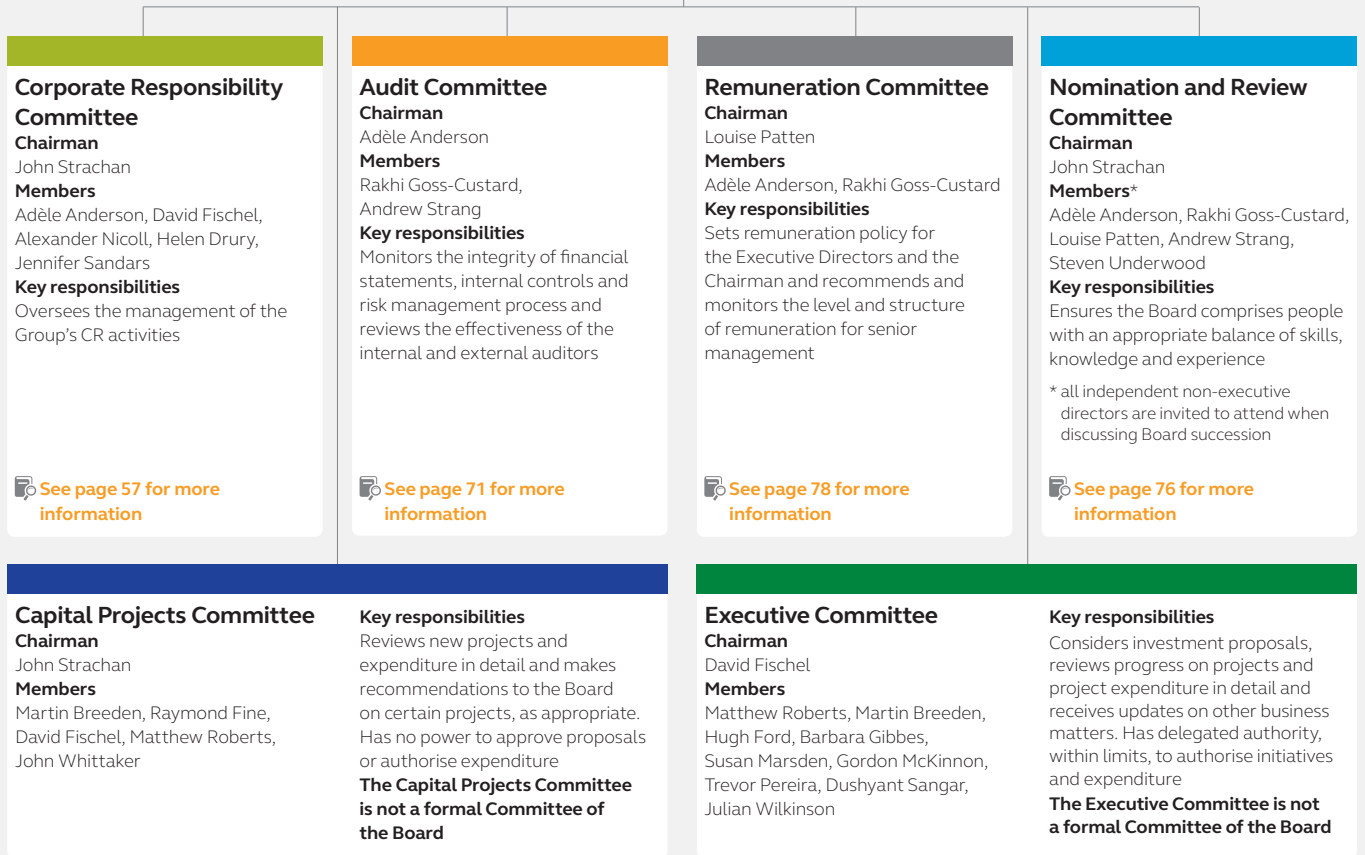 Corporate Responsibility
Committee
Chairman
John Strachan
Members
Adèle Anderson, David Fischel,
Alexander Nicoll, Helen Drury,
Jennifer Sandars
Key responsibilities
Oversees the management of the
Group's CR activities
See page 57 for more
information
Audit Committee
Chairman
Adèle Anderson
Members
Rakhi Goss-Custard,
Andrew Strang
Key responsibilities
Monitors the integrity of financial
statements, internal controls and
risk management process and
reviews the effectiveness of the
internal and external auditors
See page 71 for more
information
Remuneration Committee
Chairman
Louise Patten
Members
Adèle Anderson, Rakhi Goss-Custard
Key responsibilities
Sets remuneration policy for
the Executive Directors and the
Chairman and recommends and
monitors the level and structure
of remuneration for senior
management
See page 78 for more
information
Nomination and Review
Committee
Chairman
John Strachan
Members*
Adèle Anderson, Rakhi Goss-Custard,
Louise Patten, Andrew Strang,
Steven Underwood
Key responsibilities
Ensures the Board comprises people
with an appropriate balance of skills,
knowledge and experience
* all independent non-executive
directors are invited to attend when
discussing Board succession
See page 76 for more
information
Capital Projects Committee
Chairman
John Strachan
Members
Martin Breeden, Raymond Fine,
David Fischel, Matthew Roberts,
John Whittaker
Key responsibilities
Reviews new projects and
expenditure in detail and makes
recommendations to the Board
on certain projects, as appropriate.
Has no power to approve proposals
or authorise expenditure
The Capital Projects Committee
is not a formal Committee of
the Board
Executive Committee
Chairman
David Fischel
Members
Matthew Roberts, Martin Breeden,
Hugh Ford, Barbara Gibbes,
Susan Marsden, Gordon McKinnon,
Trevor Pereira, Dushyant Sangar,
Julian Wilkinson
Key responsibilities
Considers investment proposals,
reviews progress on projects and
project expenditure in detail and
receives updates on other business
matters. Has delegated authority,
within limits, to authorise initiatives
and expenditure
The Executive Committee is not
a formal Committee of the Board